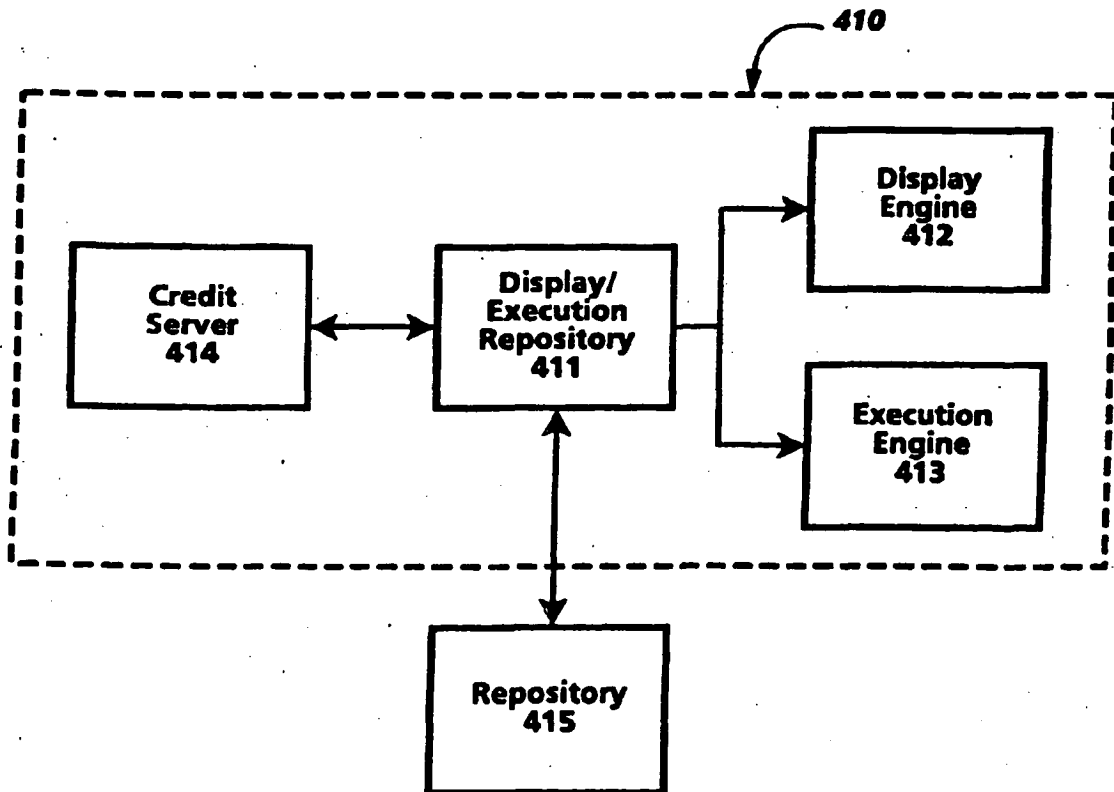 410
Display
Engine
412
Credit
Server
414
Display/
Execution
Repository
411
Execution
Engine
413
Repository
415